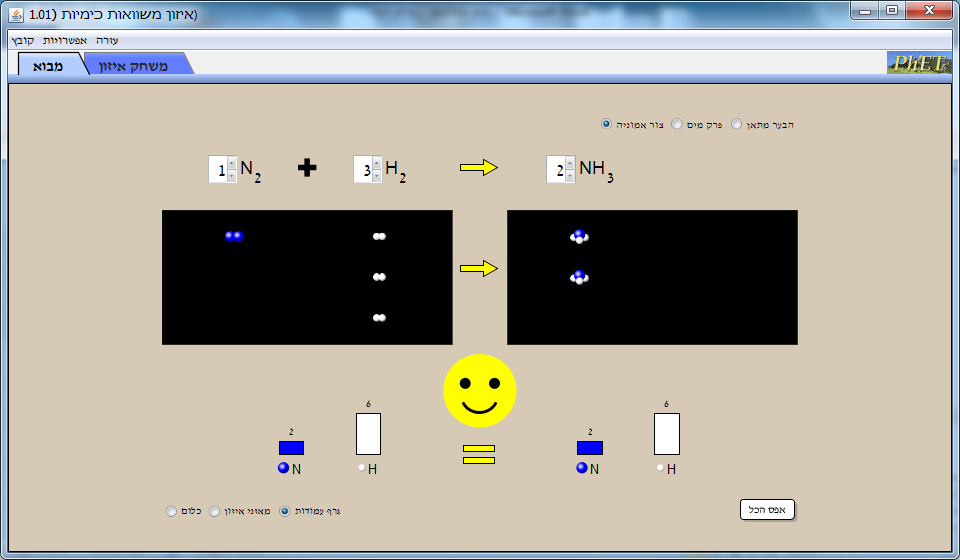 איזון משוואות כימיות (1.01)
קובץ אפשרויות עזרה
מבוא משחק איזון
PhET
צור אמוניה פרק מים הבער מתאן
1 N2 + 3 H2 2 NH3
2 6 2 6
N H N H
כלום מאזני איזון גרף עמודות
אפס הכל